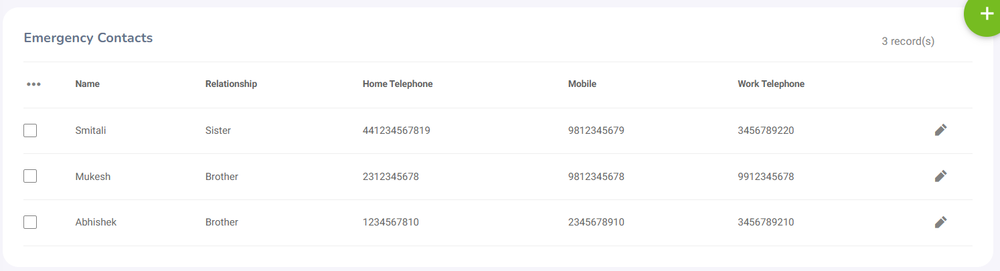 Emergency Contacts
3 record(s)
Name Relationship Home Telephone Mobile Work Telephone
Smitali Sister 441234567819 9812345679 3456789220
Mukesh Brother 2312345678 9812345678 9912345678
Abhishek Brother 1234567810 2345678910 3456789210